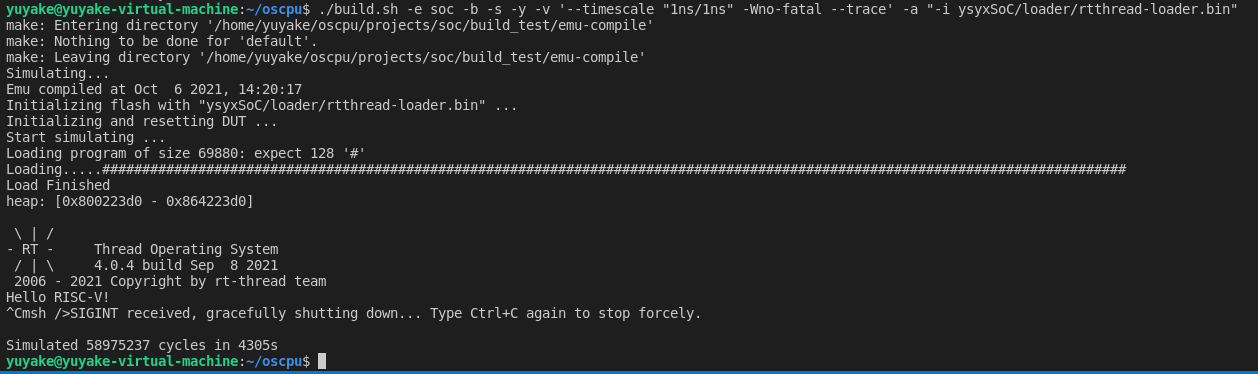 yuyake@yuyake-virtual-machine:~/oscpu$ ./build.sh -e soc -b -s -y -v '--timescale "1ns/1ns" -Wno-fatal --trace' -a "-i ysyxSoC/loader/rtthread-loader.bin"
make: Entering directory '/home/yuyake/oscpu/projects/soc/build_test/emu-compile'
make: Nothing to be done for 'default'.
make: Leaving directory '/home/yuyake/oscpu/projects/soc/build_test/emu-compile'
Simulating...
Emu compiled at Oct  6 2021, 14:20:17
Initializing flash with "ysyxSoC/loader/rtthread-loader.bin" ...
Initializing and resetting DUT ...
Start simulating ...
Loading program of size 69880: expect 128 '#'
Loading.....################################################################################################################################
Load Finished
heap: [0x800223d0 - 0x864223d0]
 \ | /
- RT -     Thread Operating System
 / | \     4.0.4 build Sep  8 2021
 2006 - 2021 Copyright by rt-thread team
Hello RISC-V!
^Cmsh />SIGINT received, gracefully shutting down... Type Ctrl+C again to stop forcely.
Simulated 58975237 cycles in 4305s
yuyake@yuyake-virtual-machine:~/oscpu$